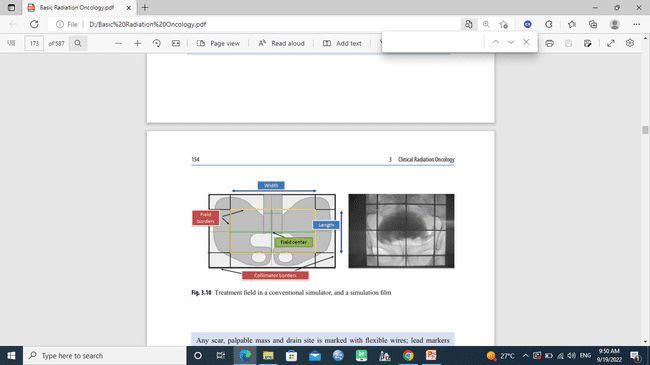 Basic Radiation Oncology.pdf
File | D:/Basic%20Radiation%20Oncology.pdf
173 of 587
Page view
Read aloud
Add text
154
3 Clinical Radiation Oncology
Width
Field
borders
Length
Field center
Collimator borders
Fig. 3.10 Treatment field in a conventional simulator, and a simulation film
Any scar, palpable mass and drain site is marked with flexible wires; lead markers
Type here to search
27°C
ENG
9:50 AM
9/19/2022